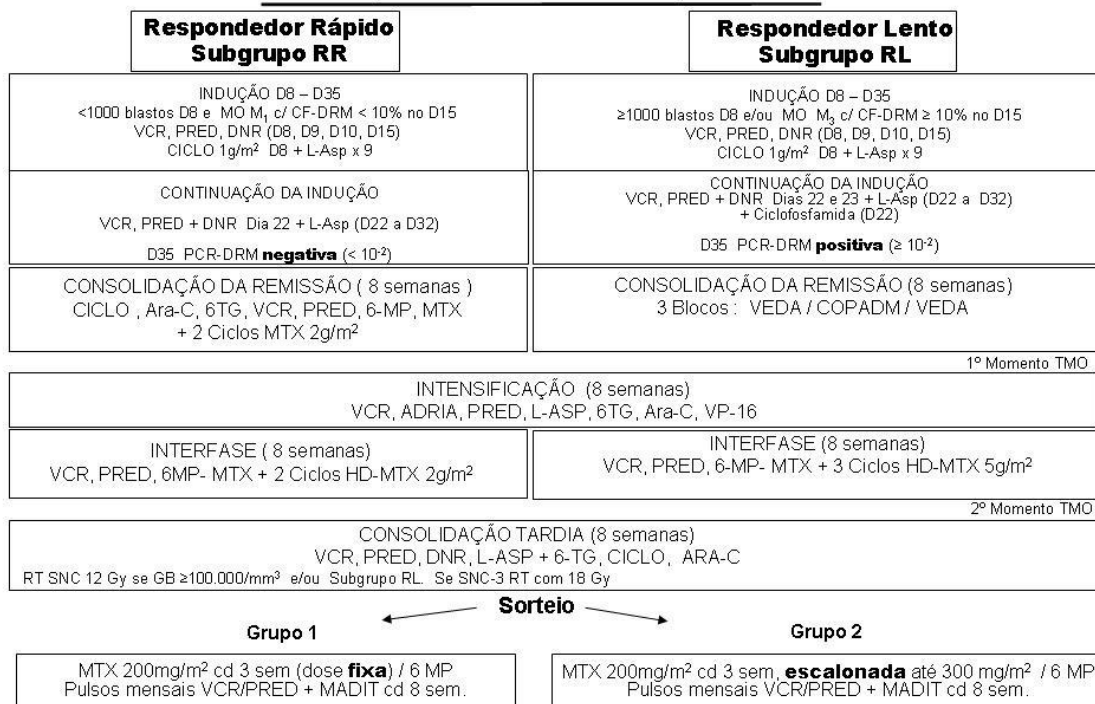 Respondedor Rápido
Subgrupo RR
INDUÇÃO D8 – D35
<1000 blastos D8 e MO M₁ c/ CF-DRM < 10% no D15
VCR, PRED, DNR (D8, D9, D10, D15)
CICLO 1g/m² D8 + L-Asp x 9
CONTINUAÇÃO DA INDUÇÃO
VCR, PRED + DNR Dia 22 + L-Asp (D22 a D32)
D35 PCR-DRM negativa (< 10⁻²)
CONSOLIDAÇÃO DA REMISSÃO ( 8 semanas )
CICLO , Ara-C, 6TG, VCR, PRED, 6-MP, MTX
+ 2 Ciclos MTX 2g/m²
Respondedor Lento
Subgrupo RL
INDUÇÃO D8 – D35
≥1000 blastos D8 e/ou MO M₃ c/ CF-DRM ≥ 10% no D15
VCR, PRED, DNR (D8, D9, D10, D15)
CICLO 1g/m² D8 + L-Asp x 9
CONTINUAÇÃO DA INDUÇÃO
VCR, PRED + DNR Dias 22 e 23 + L-Asp (D22 a D32)
+ Ciclofosfamida (D22)
D35 PCR-DRM positiva (≥ 10⁻²)
CONSOLIDAÇÃO DA REMISSÃO (8 semanas)
3 Blocos : VEDA / COPADM / VEDA
1º Momento TMO
INTENSIFICAÇÃO (8 semanas)
VCR, ADRIA, PRED, L-ASP, 6TG, Ara-C, VP-16
INTERFASE ( 8 semanas)
VCR, PRED, 6MP- MTX + 2 Ciclos HD-MTX 2g/m²
INTERFASE (8 semanas)
VCR, PRED, 6-MP- MTX + 3 Ciclos HD-MTX 5g/m²
2º Momento TMO
CONSOLIDAÇÃO TARDIA (8 semanas)
VCR, PRED, DNR, L-ASP + 6-TG, CICLO, ARA-C
RT SNC 12 Gy se GB ≥100.000/mm³ e/ou Subgrupo RL. Se SNC-3 RT com 18 Gy
Sorteio
Grupo 1
MTX 200mg/m² cd 3 sem (dose fixa) / 6 MP
Pulsos mensais VCR/PRED + MADIT cd 8 sem.
Grupo 2
MTX 200mg/m² cd 3 sem, escalonada até 300 mg/m² / 6 MP
Pulsos mensais VCR/PRED + MADIT cd 8 sem.